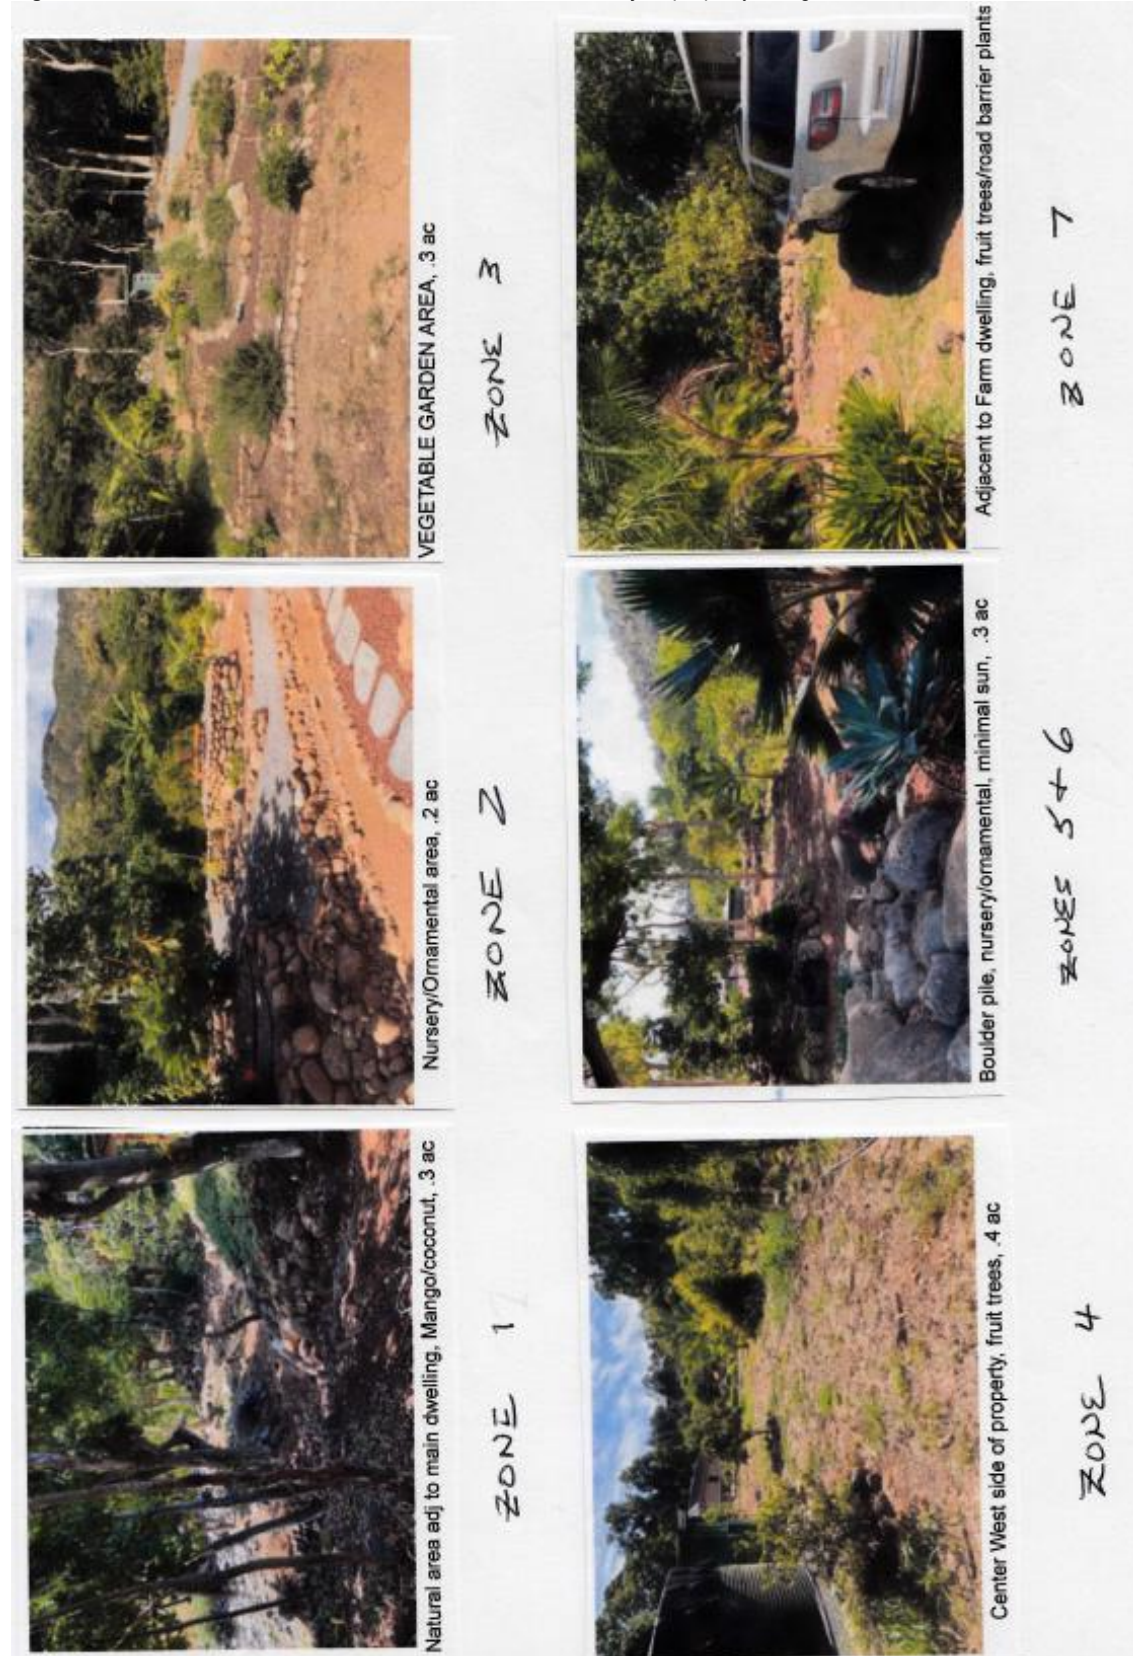 Natural area adj to main dwelling, Mango/coconut, .3 ac
ZONE 1
Nursery/Ornamental area, .2 ac
ZONE 2
VEGETABLE GARDEN AREA, .3 ac
ZONE 3
Center West side of property, fruit trees, .4 ac
ZONE 4
Boulder pile, nursery/ornamental, minimal sun, .3 ac
ZONES 5+6
Adjacent to Farm dwelling, fruit trees/road barrier plants
ZONE 7